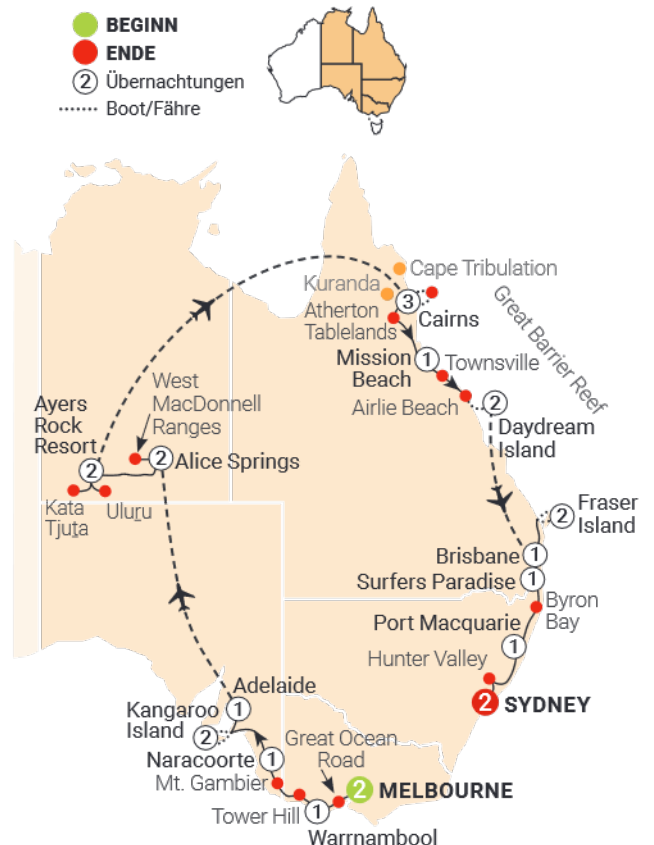 BEGINN
ENDE
2 Übernachtungen
Boot/Fähre
Cape Tribulation
Kuranda
3
Atherton
Tablelands
Cairns
Great Barrier Reef
Mission
Beach
1
Townsville
Airlie Beach
2
Daydream
Island
West
MacDonnell
Ranges
Ayers
Rock
Resort
2
2
Alice Springs
Kata
Tjuṯa
Uluṟu
2
Fraser
Island
Brisbane
1
Surfers Paradise
1
Byron
Bay
Port Macquarie
1
Hunter Valley
2
SYDNEY
Adelaide
1
Kangaroo
Island
2
Great Ocean
Road
Naracoorte
1
Mt. Gambier
2
MELBOURNE
Tower Hill
1
Warrnambool